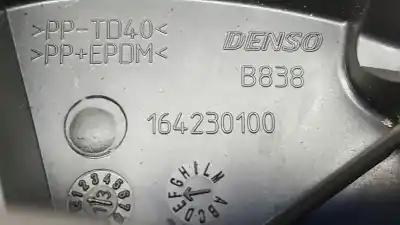 >PP-TD40<
>PP+EPDM<
DENSO
B838
164230100